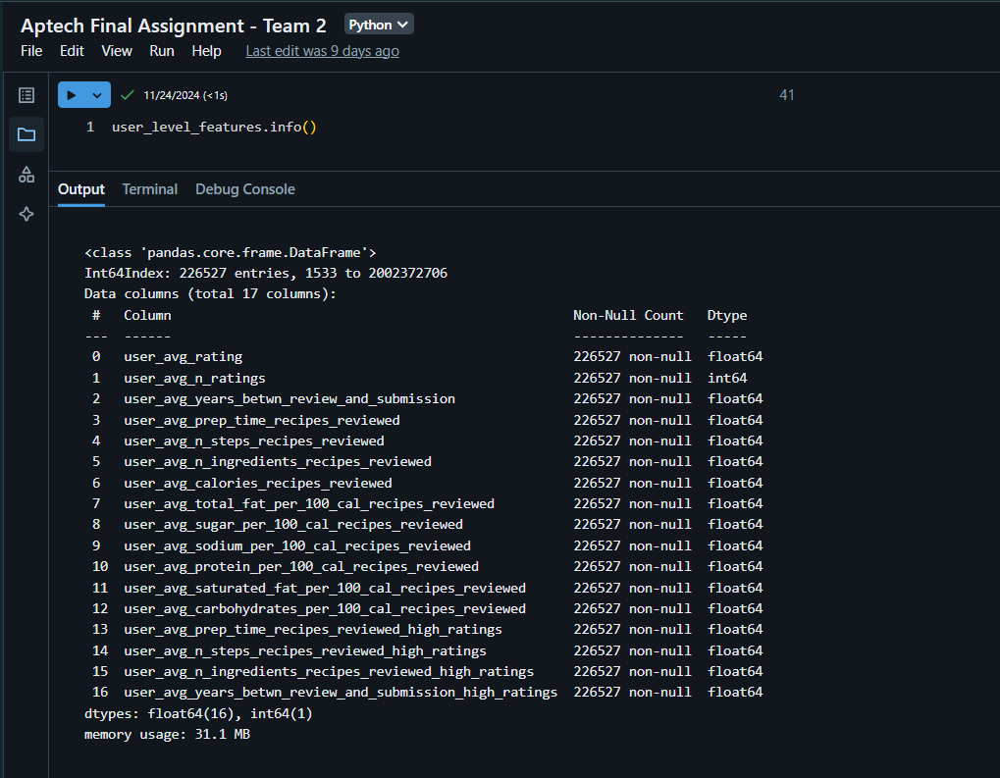 Aptech Final Assignment - Team 2 Python
File Edit View Run Help Last edit was 9 days ago
11/24/2024 (<1s) 41
1 user_level_features.info()
Output Terminal Debug Console
<class 'pandas.core.frame.DataFrame'>
Int64Index: 226527 entries, 1533 to 2002372706
Data columns (total 17 columns):
# Column Non-Null Count Dtype
--- ------ -------------- -----
0 user_avg_rating 226527 non-null float64
1 user_avg_n_ratings 226527 non-null int64
2 user_avg_years_betwn_review_and_submission 226527 non-null float64
3 user_avg_prep_time_recipes_reviewed 226527 non-null float64
4 user_avg_n_steps_recipes_reviewed 226527 non-null float64
5 user_avg_n_ingredients_recipes_reviewed 226527 non-null float64
6 user_avg_calories_recipes_reviewed 226527 non-null float64
7 user_avg_total_fat_per_100_cal_recipes_reviewed 226527 non-null float64
8 user_avg_sugar_per_100_cal_recipes_reviewed 226527 non-null float64
9 user_avg_sodium_per_100_cal_recipes_reviewed 226527 non-null float64
10 user_avg_protein_per_100_cal_recipes_reviewed 226527 non-null float64
11 user_avg_saturated_fat_per_100_cal_recipes_reviewed 226527 non-null float64
12 user_avg_carbohydrates_per_100_cal_recipes_reviewed 226527 non-null float64
13 user_avg_prep_time_recipes_reviewed_high_ratings 226527 non-null float64
14 user_avg_n_steps_recipes_reviewed_high_ratings 226527 non-null float64
15 user_avg_n_ingredients_recipes_reviewed_high_ratings 226527 non-null float64
16 user_avg_years_betwn_review_and_submission_high_ratings 226527 non-null float64
dtypes: float64(16), int64(1)
memory usage: 31.1 MB